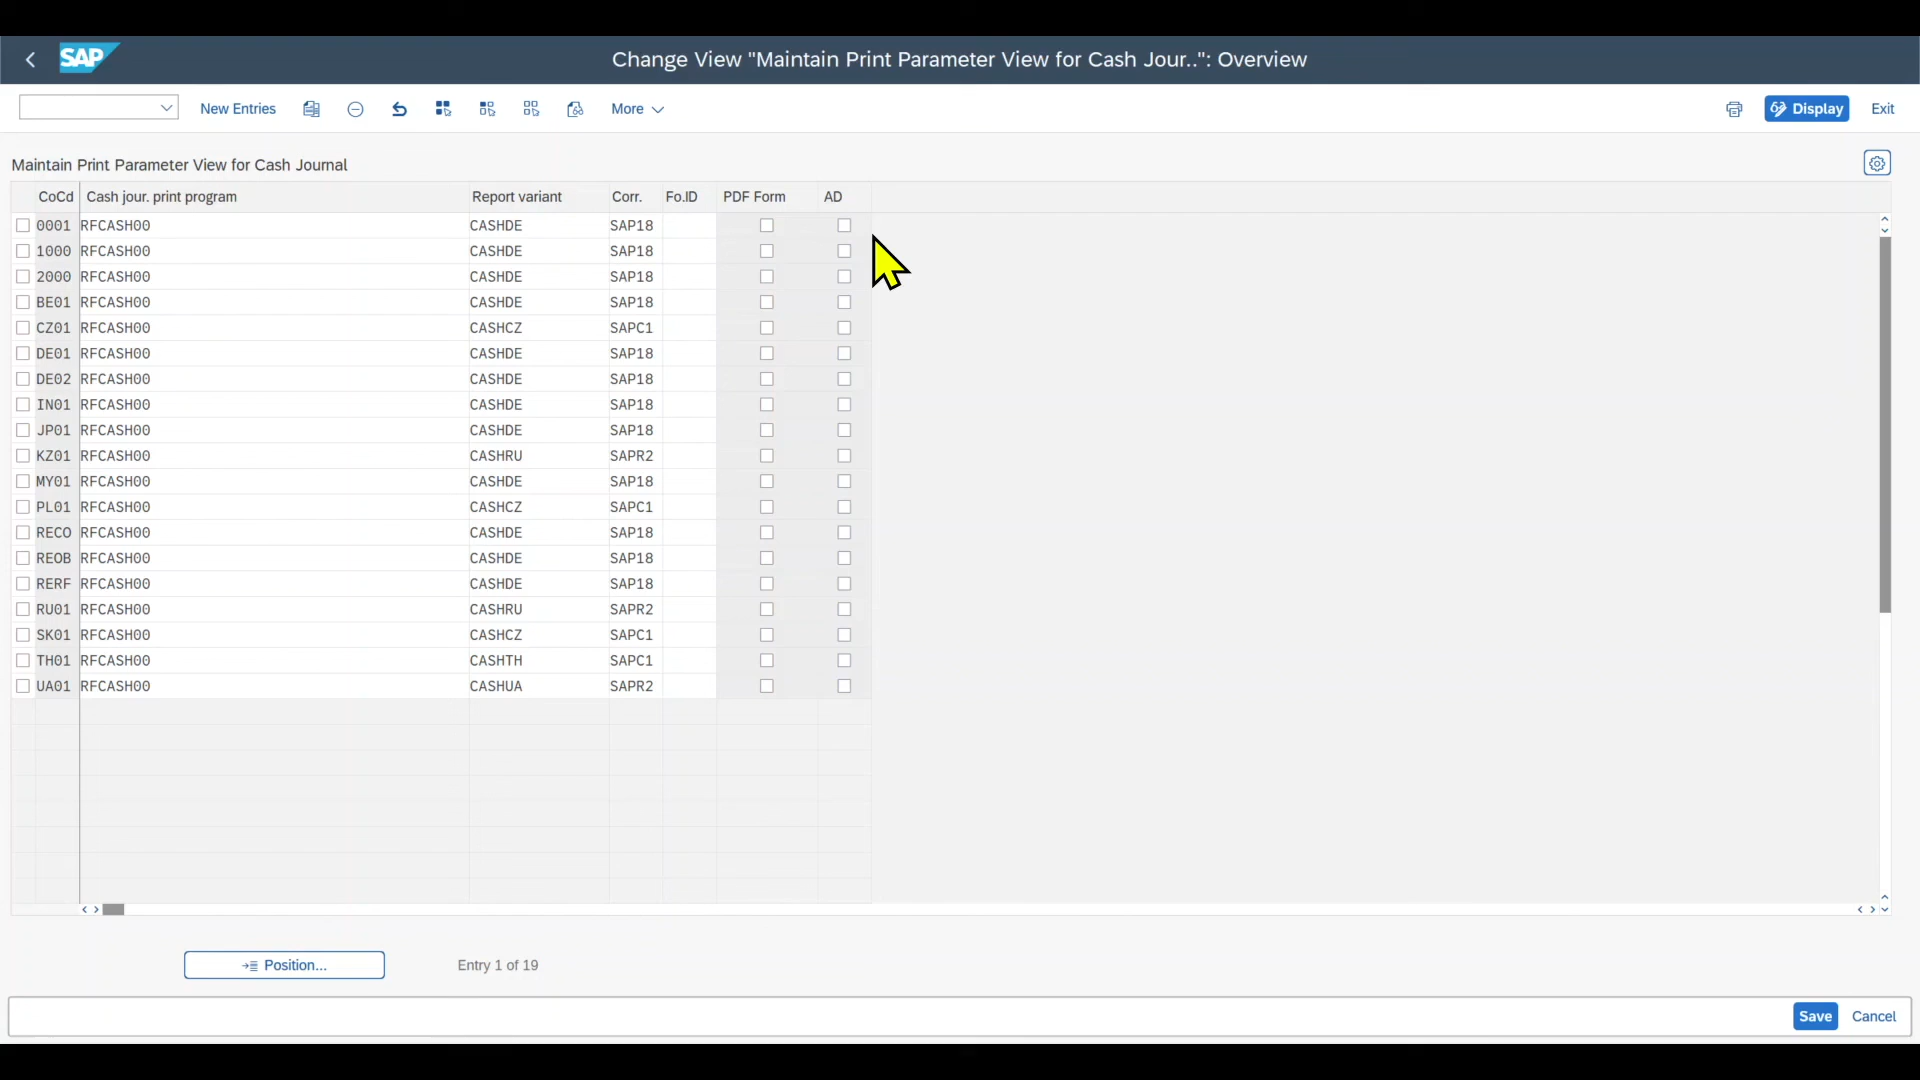 SAP
Change View "Maintain Print Parameter View for Cash Jour..": Overview
New Entries More Display Exit
Maintain Print Parameter View for Cash Journal
CoCd Cash jour. print program Report variant Corr. Fo.ID PDF Form AD
0001 RFCASH00 CASHDE SAP18
1000 RFCASH00 CASHDE SAP18
2000 RFCASH00 CASHDE SAP18
BE01 RFCASH00 CASHDE SAP18
CZ01 RFCASH00 CASHCZ SAPC1
DE01 RFCASH00 CASHDE SAP18
DE02 RFCASH00 CASHDE SAP18
IN01 RFCASH00 CASHDE SAP18
JP01 RFCASH00 CASHDE SAP18
KZ01 RFCASH00 CASHRU SAPR2
MY01 RFCASH00 CASHDE SAP18
PL01 RFCASH00 CASHCZ SAPC1
RECO RFCASH00 CASHDE SAP18
REOB RFCASH00 CASHDE SAP18
RERF RFCASH00 CASHDE SAP18
RU01 RFCASH00 CASHRU SAPR2
SK01 RFCASH00 CASHCZ SAPC1
TH01 RFCASH00 CASHTH SAPC1
UA01 RFCASH00 CASHUA SAPR2
Position... Entry 1 of 19
Save Cancel